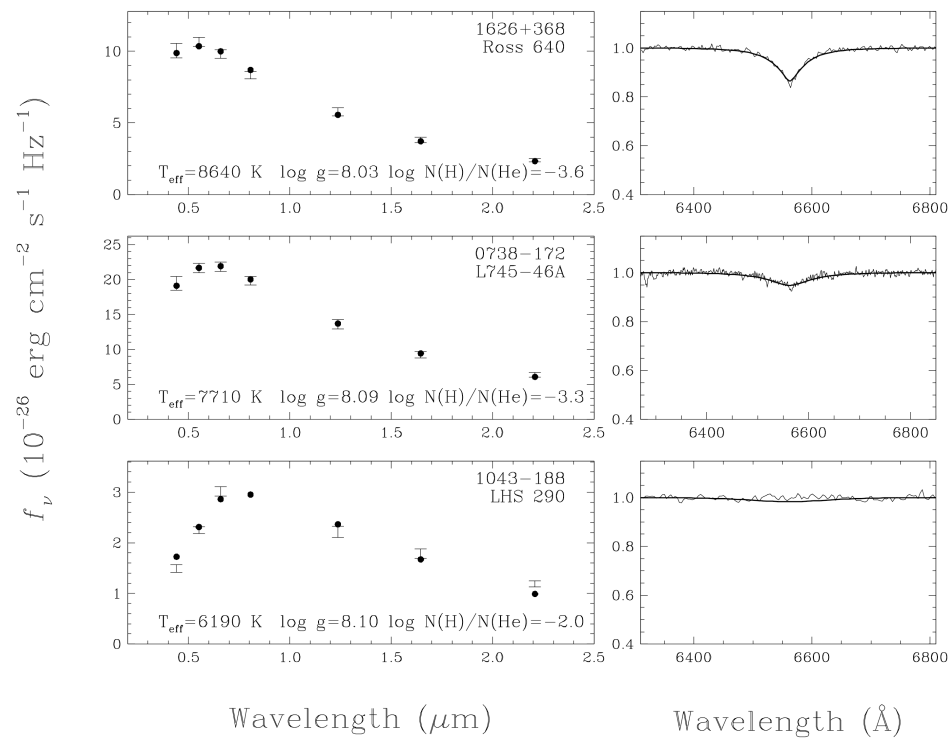 1626+368
Ross 640
10
5
0
T_eff=8640 K log g=8.03 log N(H)/N(He)=−3.6
0.5 1.0 1.5 2.0 2.5
1.0
0.8
0.6
0.4
6400 6600 6800
0738−172
L745−46A
25
20
15
10
5
0
T_eff=7710 K log g=8.09 log N(H)/N(He)=−3.3
0.5 1.0 1.5 2.0 2.5
1.0
0.8
0.6
0.4
6400 6600 6800
1043−188
LHS 290
3
2
1
0
T_eff=6190 K log g=8.10 log N(H)/N(He)=−2.0
0.5 1.0 1.5 2.0 2.5
1.0
0.8
0.6
0.4
6400 6600 6800
f_ν (10^−26 erg cm^−2 s^−1 Hz^−1)
Wavelength (μm)
Wavelength (Å)